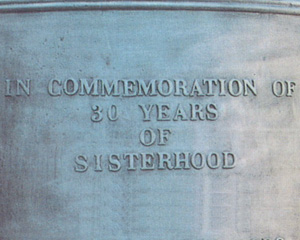 IN COMMEMORATION OF
30 YEARS
OF
SISTERHOOD